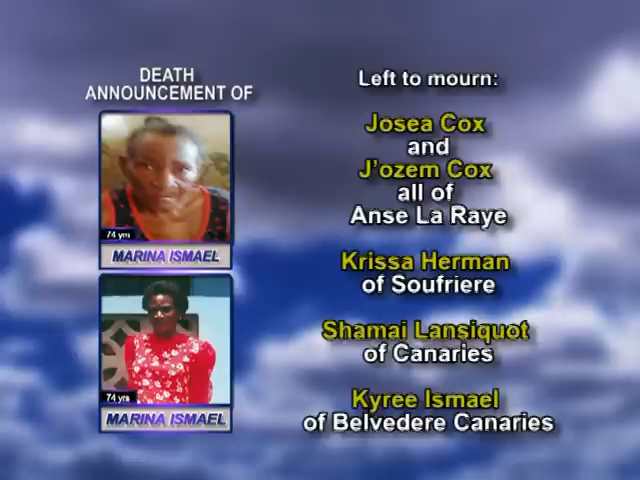 DEATH
ANNOUNCEMENT OF
74 yrs
MARINA ISMAEL
74 yrs
MARINA ISMAEL
Left to mourn:
Josea Cox
and
J'ozem Cox
all of
Anse La Raye
Krissa Herman
of Soufriere
Shamai Lansiquot
of Canaries
Kyree Ismael
of Belvedere Canaries